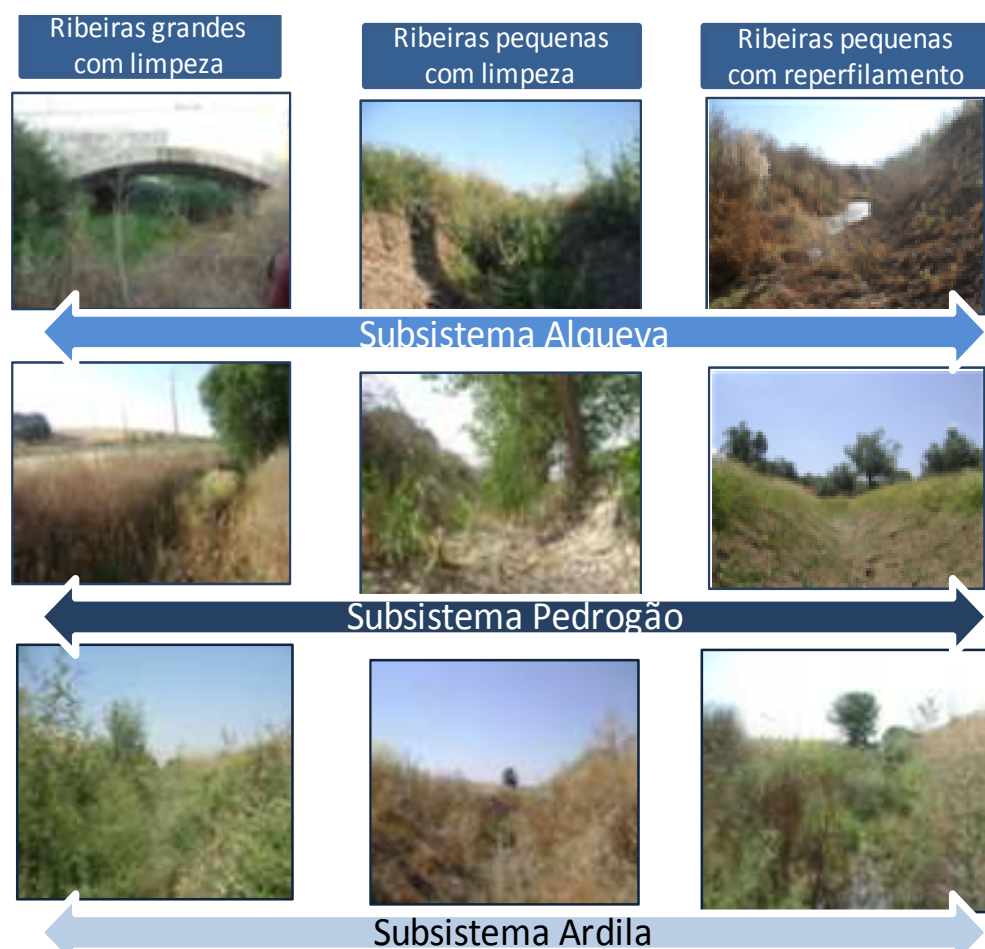 Ribeiras grandes
com limpeza
Ribeiras pequenas
com limpeza
Ribeiras pequenas
com reperfilamento
Subsistema Alqueva
Subsistema Pedrogão
Subsistema Ardila